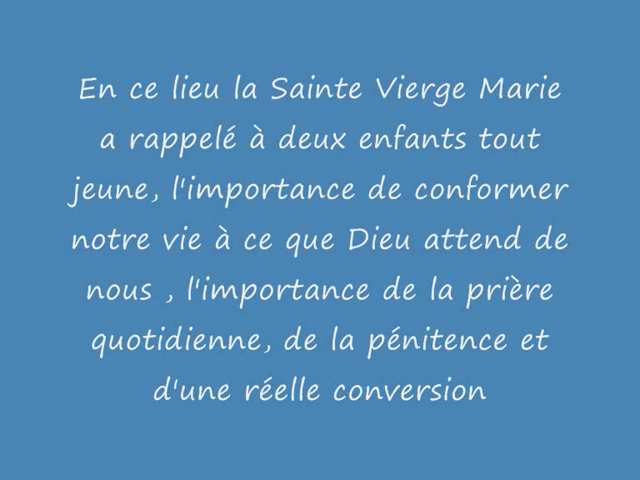 En ce lieu la Sainte Vierge Marie
a rappelé à deux enfants tout
jeune, l'importance de conformer
notre vie à ce que Dieu attend de
nous , l'importance de la prière
quotidienne, de la pénitence et
d'une réelle conversion